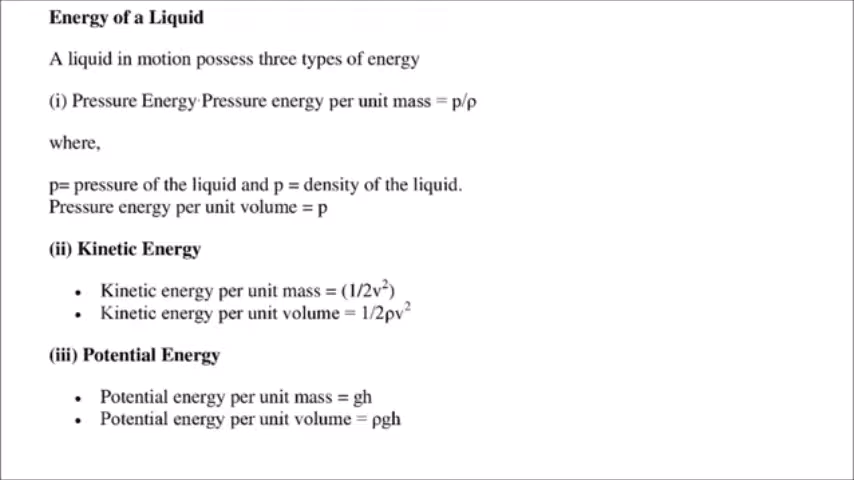 Energy of a Liquid
A liquid in motion possess three types of energy
(i) Pressure Energy·Pressure energy per unit mass = p/ρ
where,
p= pressure of the liquid and p = density of the liquid.
Pressure energy per unit volume = p
(ii) Kinetic Energy
• Kinetic energy per unit mass = (1/2v²)
• Kinetic energy per unit volume = 1/2ρv²
(iii) Potential Energy
• Potential energy per unit mass = gh
• Potential energy per unit volume = ρgh